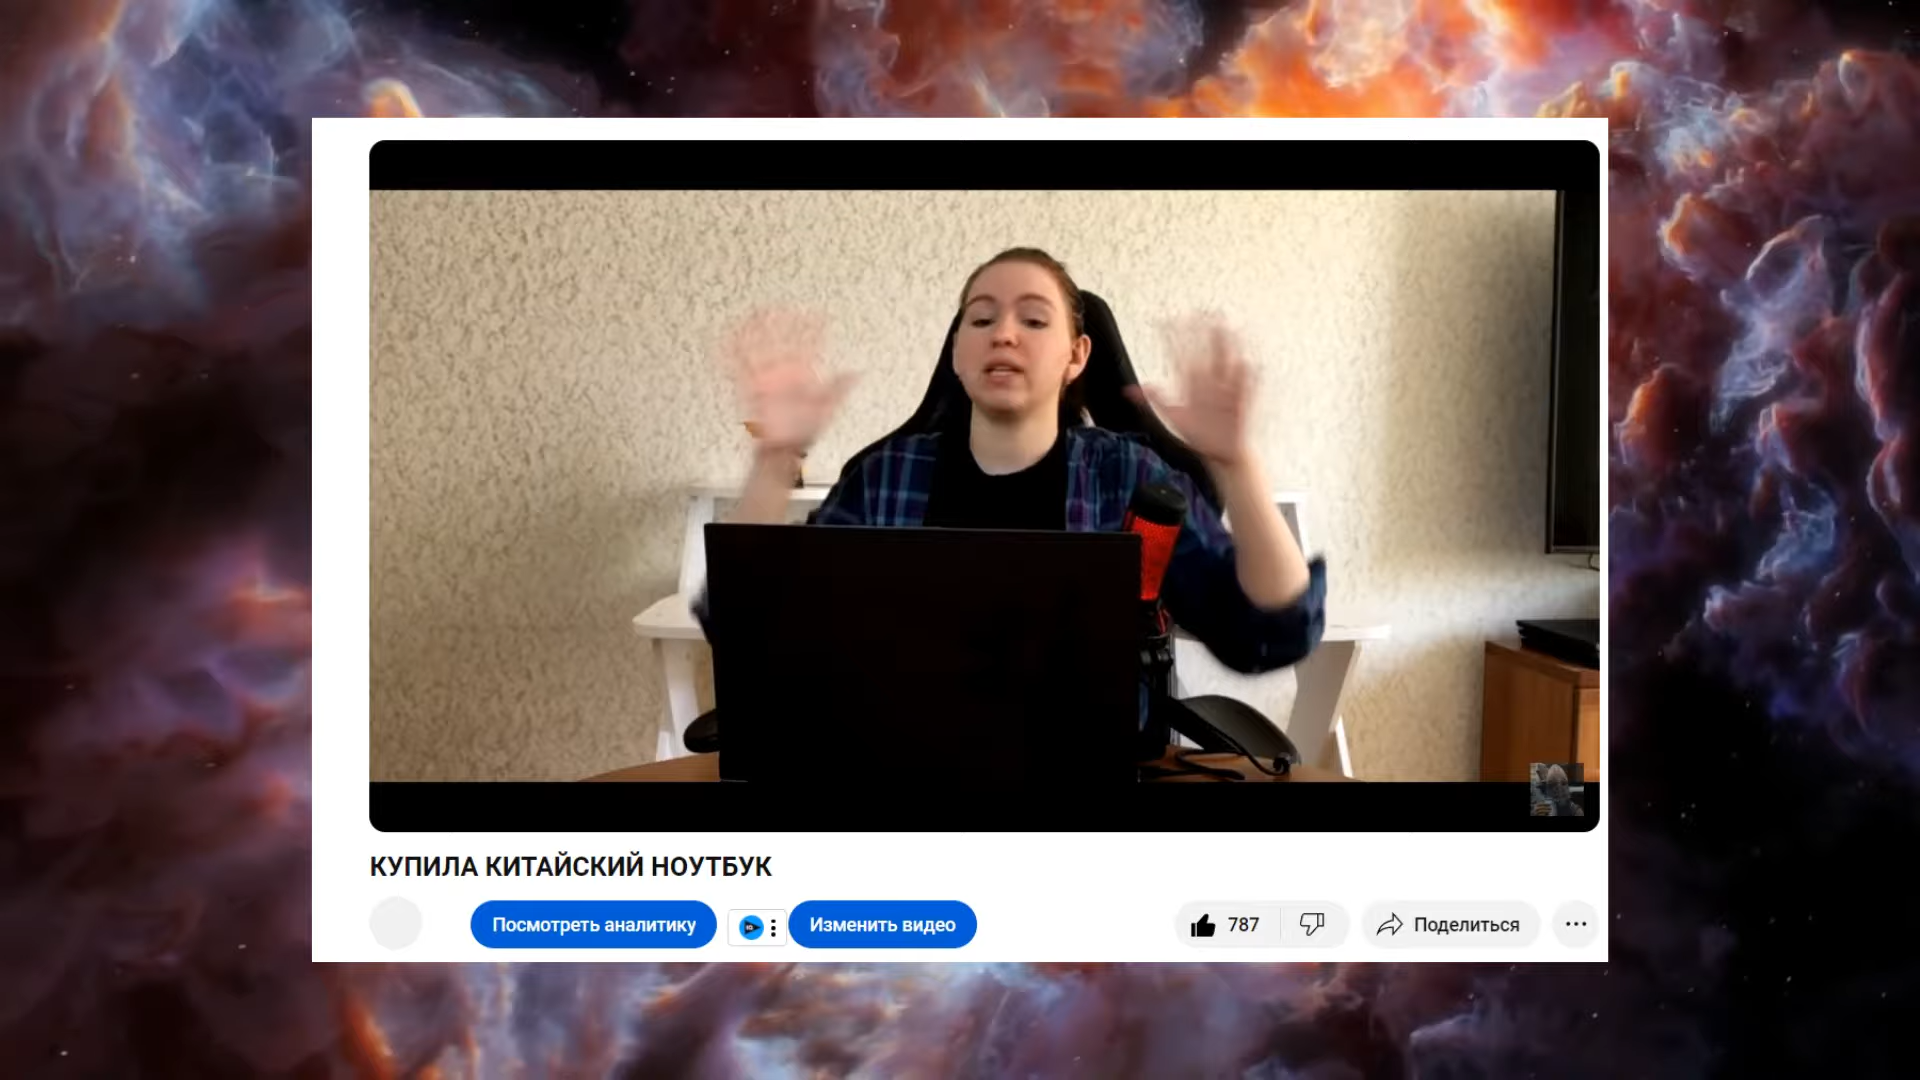 КУПИЛА КИТАЙСКИЙ НОУТБУК
Посмотреть аналитику
Изменить видео
787
Поделиться